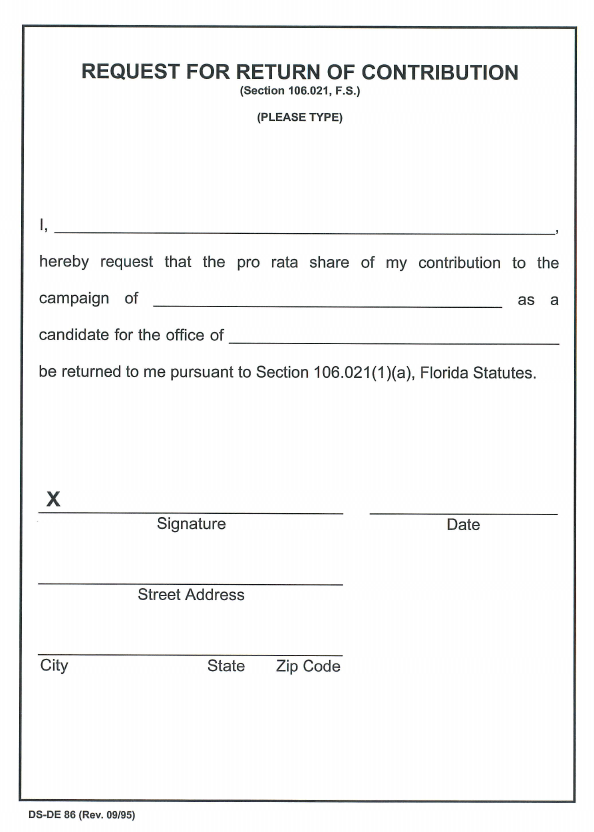 REQUEST FOR RETURN OF CONTRIBUTION
(Section 106.021, F.S.)
(PLEASE TYPE)
I, ,
hereby request that the pro rata share of my contribution to the
campaign of as a
candidate for the office of
be returned to me pursuant to Section 106.021(1)(a), Florida Statutes.
X
Signature Date
Street Address
City State Zip Code
DS-DE 86 (Rev. 09/95)